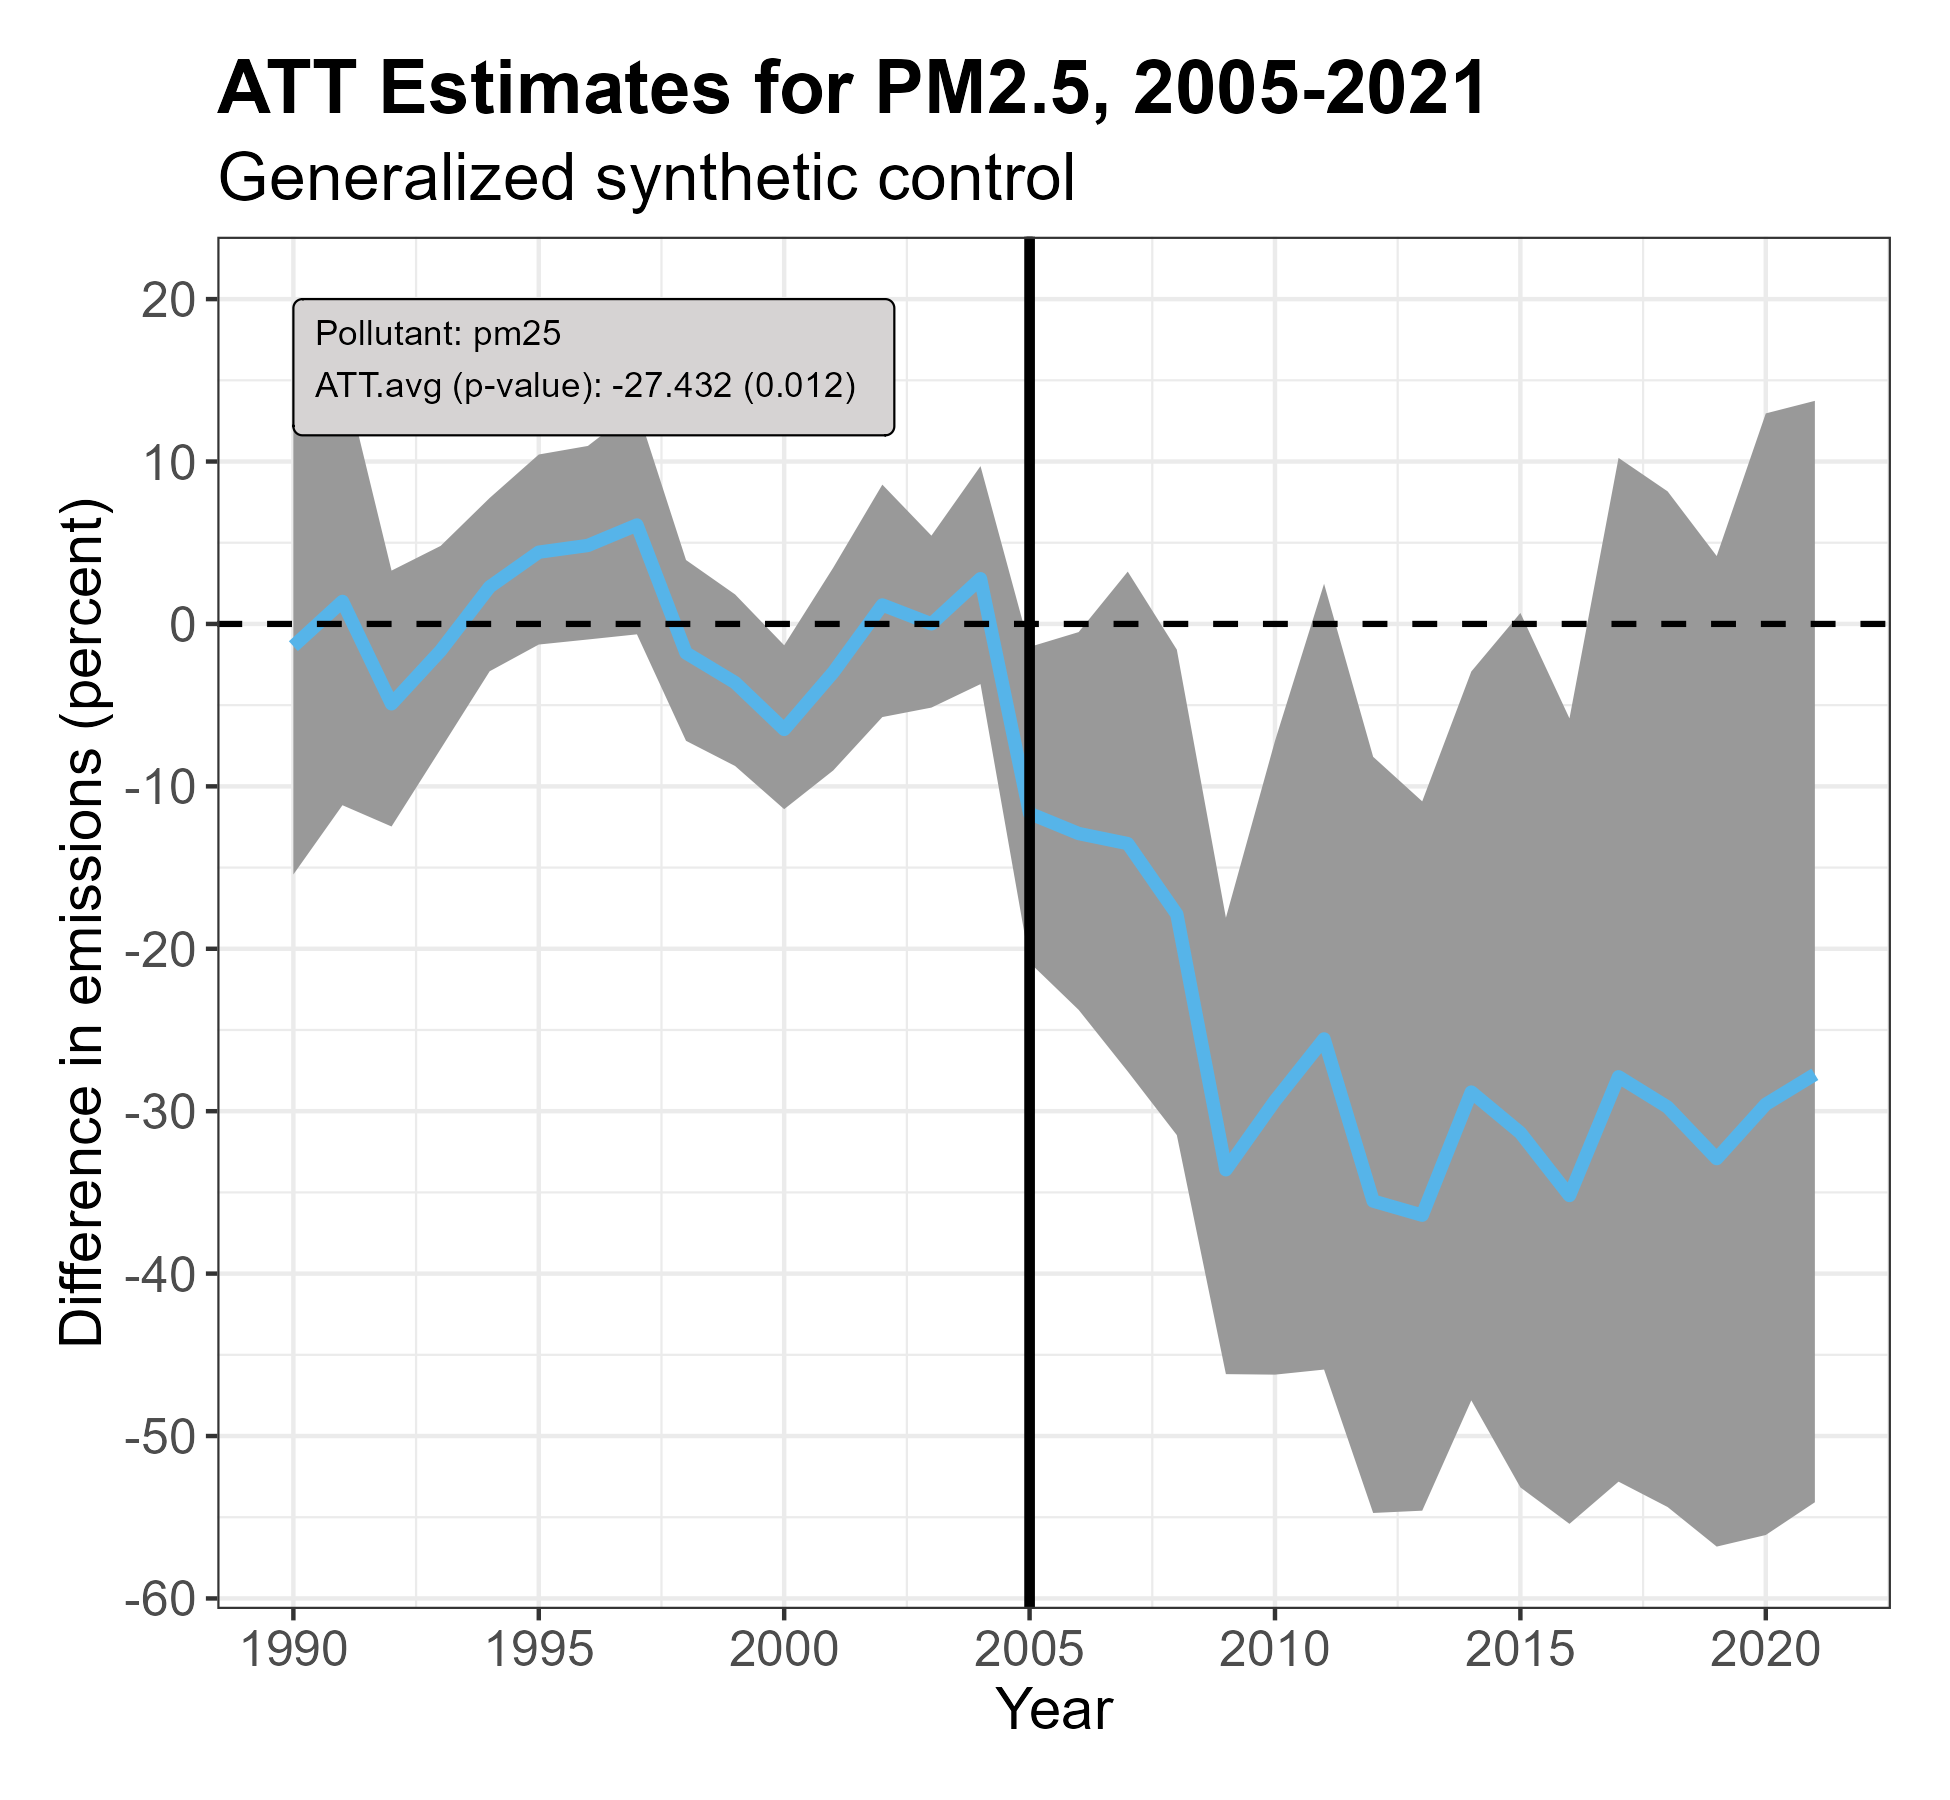 ATT Estimates for PM2.5, 2005-2021
Generalized synthetic control
Pollutant: pm25
ATT.avg (p-value): -27.432 (0.012)
Difference in emissions (percent)
20
10
0
-10
-20
-30
-40
-50
-60
1990 1995 2000 2005 2010 2015 2020
Year